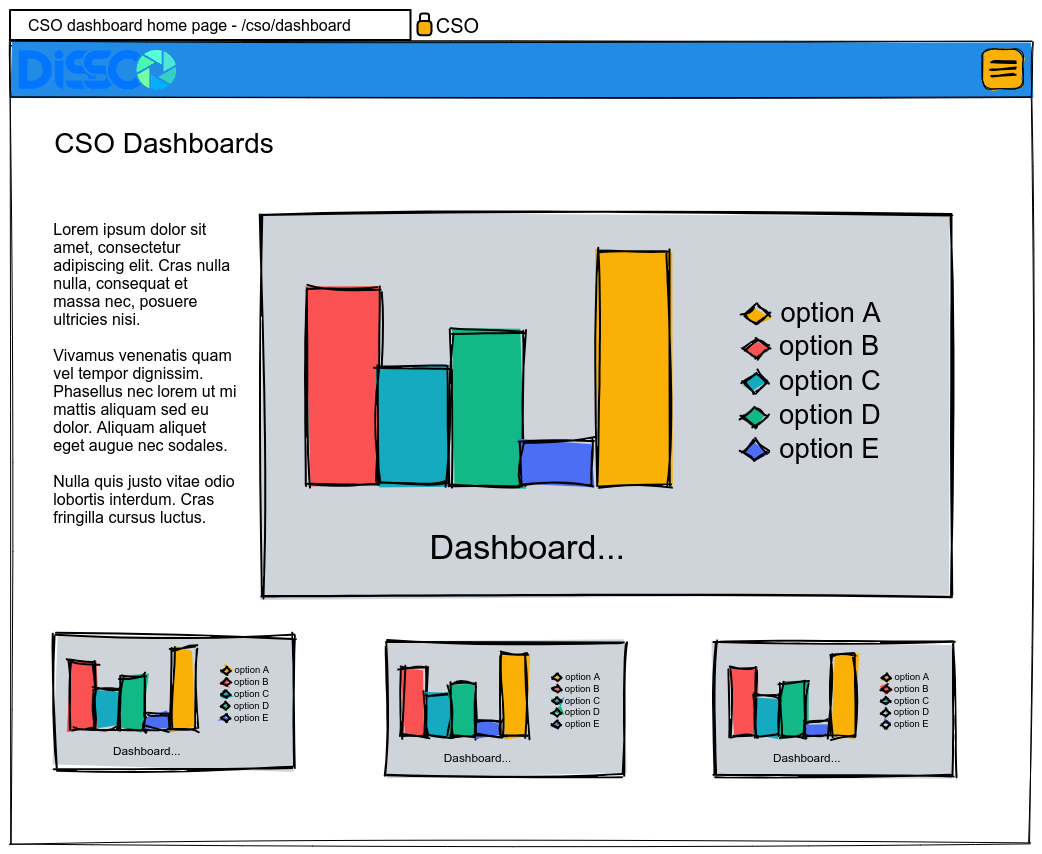 CSO dashboard home page - /cso/dashboard
CSO
DiSSCo
CSO Dashboards
Lorem ipsum dolor sit
amet, consectetur
adipiscing elit. Cras nulla
nulla, consequat et
massa nec, posuere
ultricies nisi.
Vivamus venenatis quam
vel tempor dignissim.
Phasellus nec lorem ut mi
mattis aliquam sed eu
dolor. Aliquam aliquet
eget augue nec sodales.
Nulla quis justo vitae odio
lobortis interdum. Cras
fringilla cursus luctus.
option A
option B
option C
option D
option E
Dashboard...
option A
option B
option C
option D
option E
Dashboard...
option A
option B
option C
option D
option E
Dashboard...
option A
option B
option C
option D
option E
Dashboard...